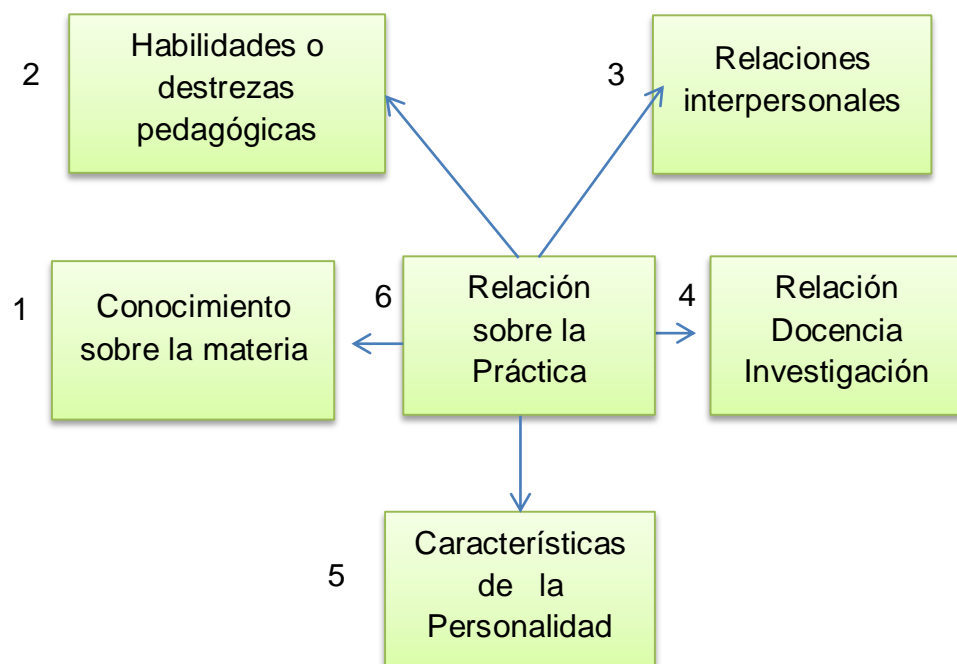 2
Habilidades o
destrezas
pedagógicas
3
Relaciones
interpersonales
1
Conocimiento
sobre la materia
6
Relación
sobre la
Práctica
4
Relación
Docencia
Investigación
5
Características
de la
Personalidad